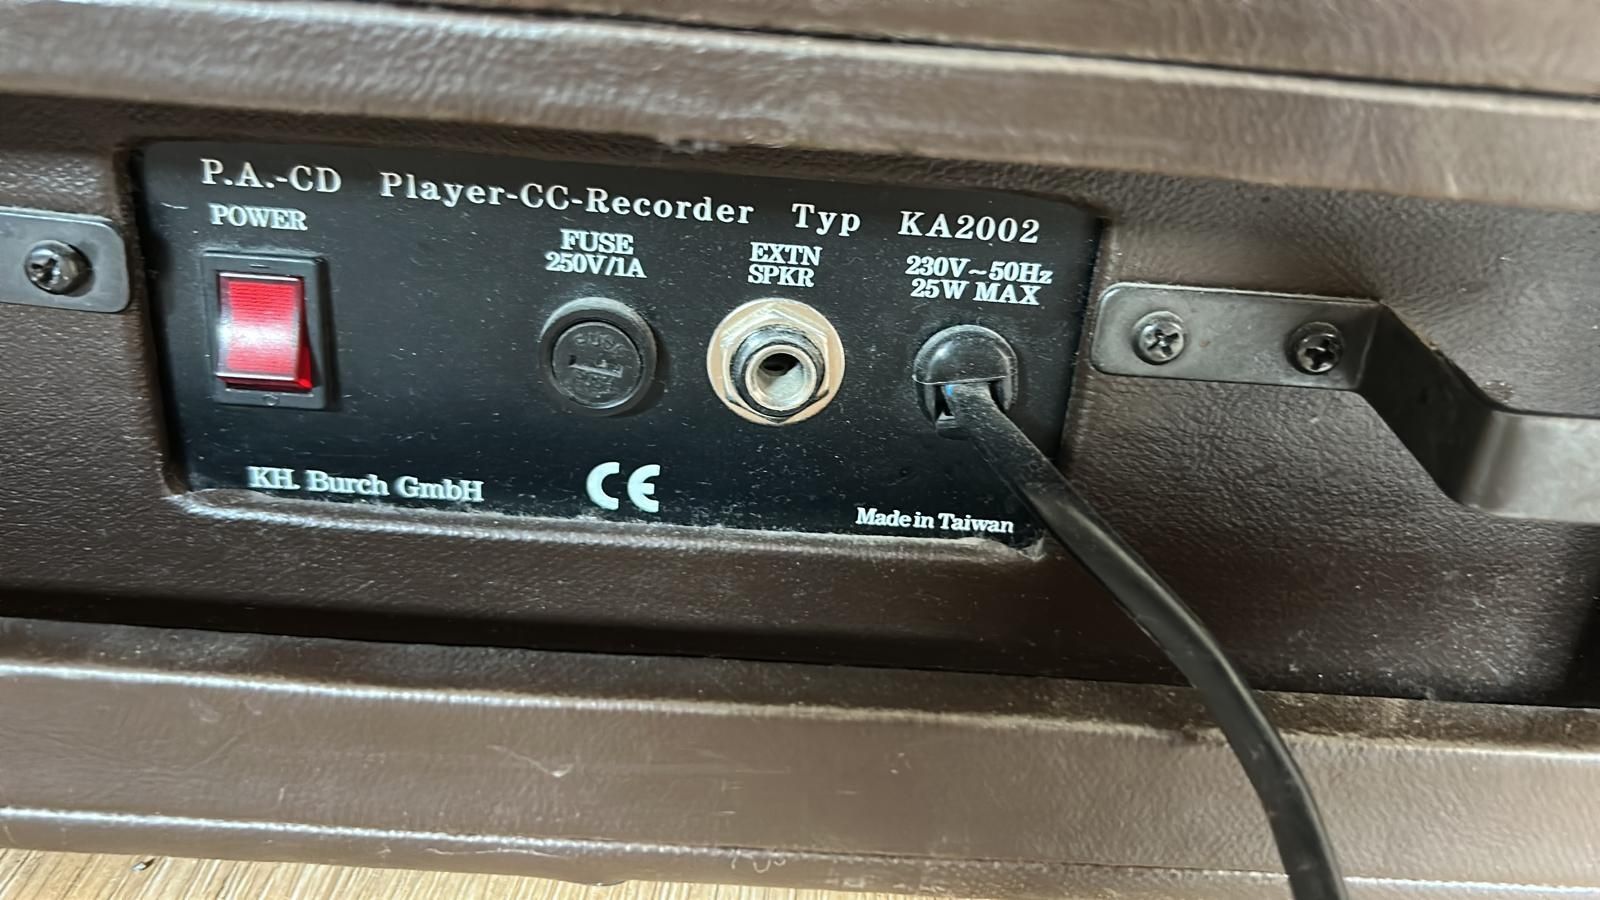 P.A.-CD Player-CC-Recorder Typ KA2002
POWER
FUSE
250V/1A
EXTN
SPKR
230V~50Hz
25W MAX
FUSE
KH. Burch GmbH
CE
Made in Taiwan